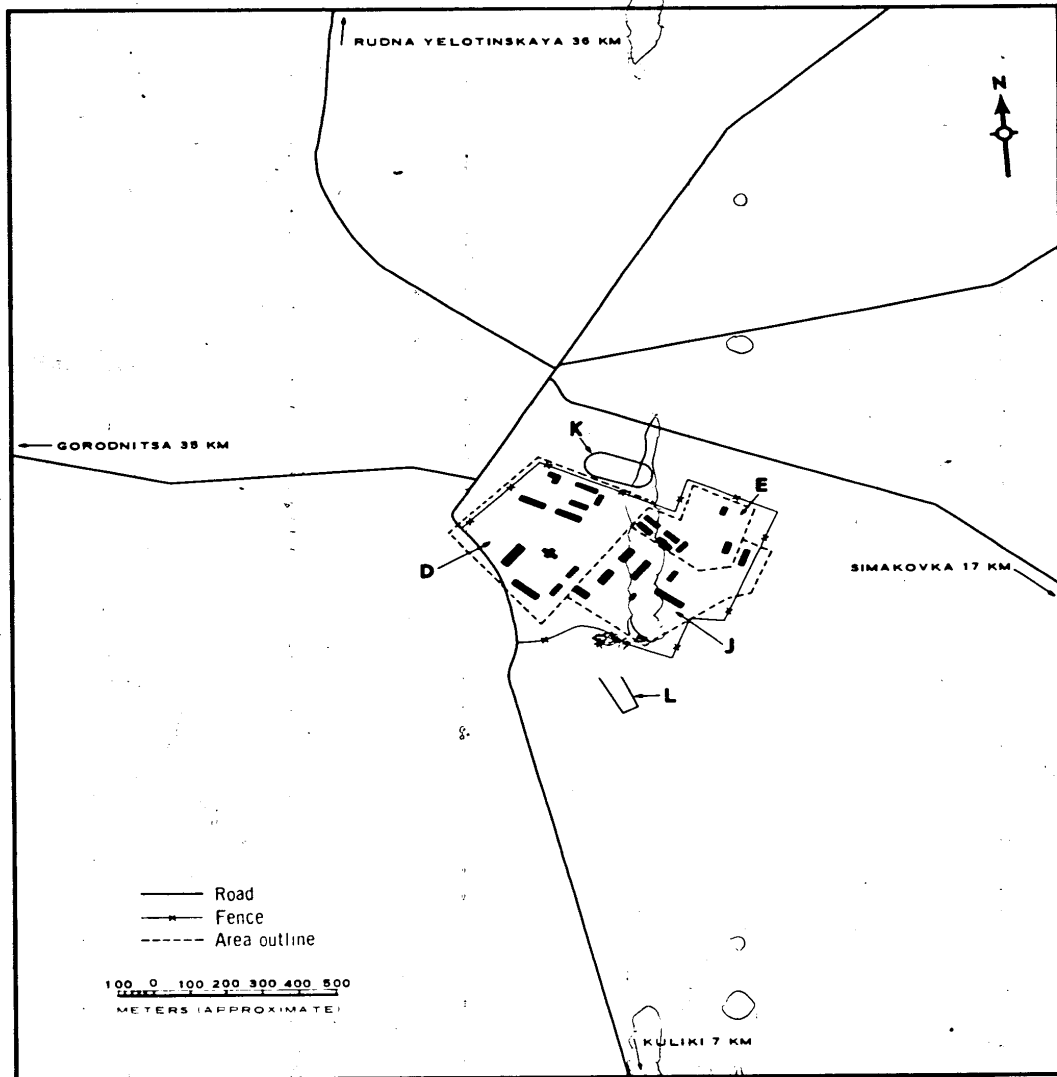 RUDNA YELOTINSKAYA 36 KM
N
K
GORODNITSA 35 KM
E
D
SIMAKOVKA 17 KM
J
L
Road
Fence
Area outline
100 0 100 200 300 400 500
METERS (APPROXIMATE)
KULIKI 7 KM